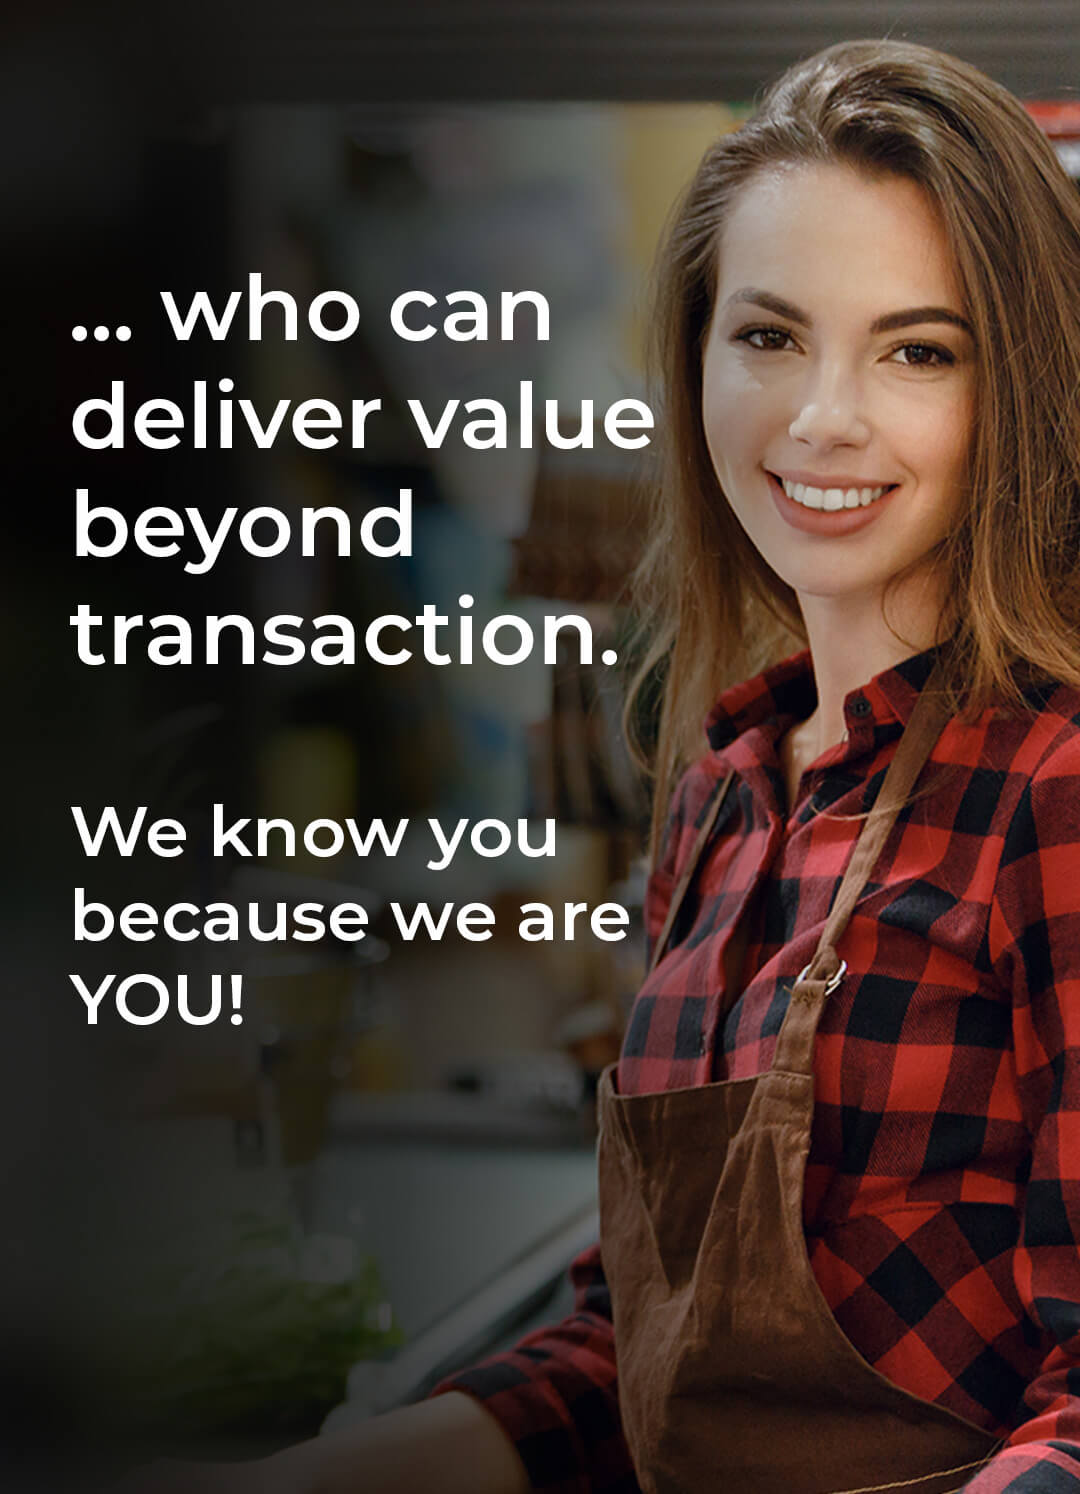 ... who can
deliver value
beyond
transaction.
We know you
because we are
YOU!